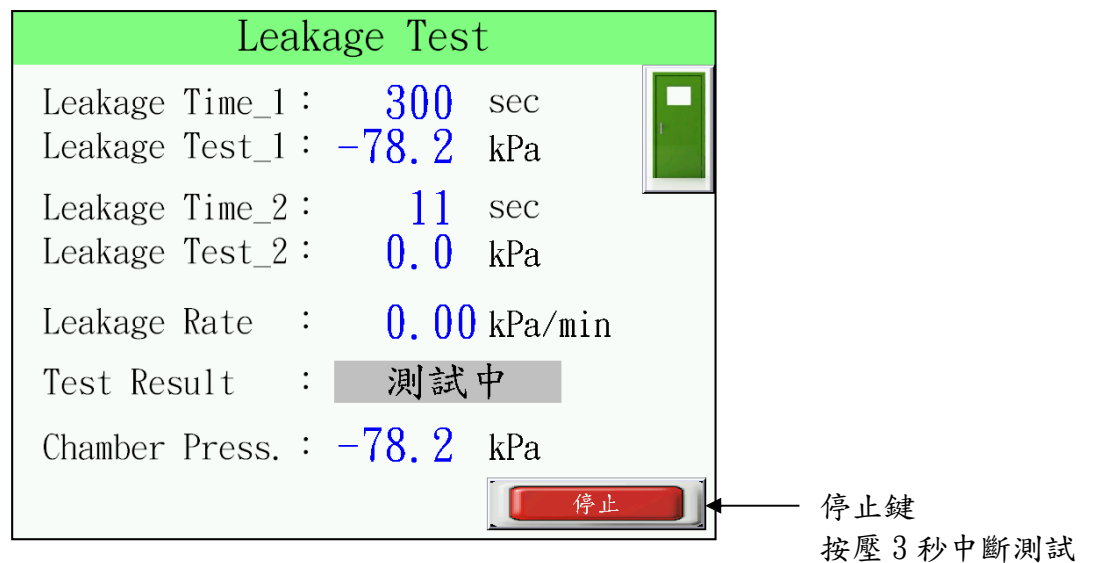 Leakage Test
Leakage Time_1： 300 sec
Leakage Test_1： -78.2 kPa
Leakage Time_2： 11 sec
Leakage Test_2： 0.0 kPa
Leakage Rate ： 0.00 kPa/min
Test Result ： 測試中
Chamber Press.： -78.2 kPa
停止
停止鍵
按壓 3 秒中斷測試